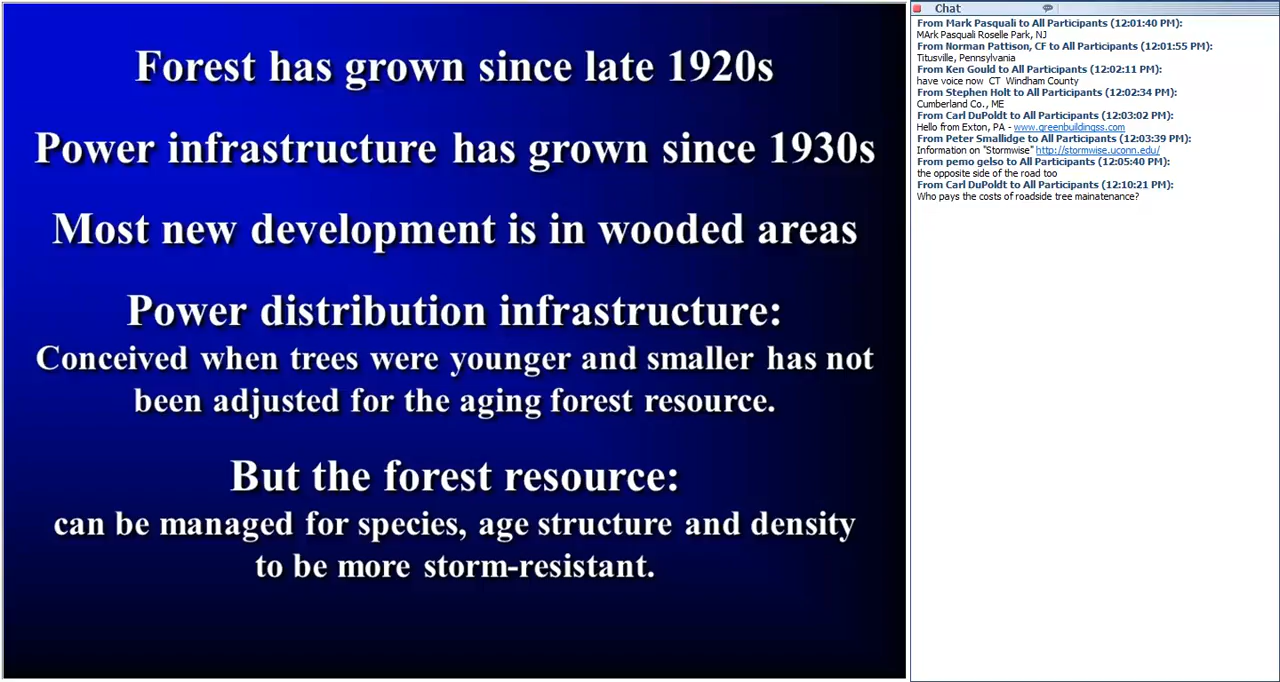 Forest has grown since late 1920s
Power infrastructure has grown since 1930s
Most new development is in wooded areas
Power distribution infrastructure:
Conceived when trees were younger and smaller has not
been adjusted for the aging forest resource.
But the forest resource:
can be managed for species, age structure and density
to be more storm-resistant.
Chat
From Mark Pasquali to All Participants (12:01:40 PM):
MArk Pasquali Roselle Park, NJ
From Norman Pattison, CF to All Participants (12:01:55 PM):
Titusville, Pennsylvania
From Ken Gould to All Participants (12:02:11 PM):
have voice now CT Windham County
From Stephen Holt to All Participants (12:02:34 PM):
Cumberland Co., ME
From Carl DuPoldt to All Participants (12:03:02 PM):
Hello from Exton, PA - www.greenbuildingss.com
From Peter Smallidge to All Participants (12:03:39 PM):
Information on "Stormwise" http://stormwise.uconn.edu/
From pemo gelso to All Participants (12:05:40 PM):
the opposite side of the road too
From Carl DuPoldt to All Participants (12:10:21 PM):
Who pays the costs of roadside tree mainatenance?